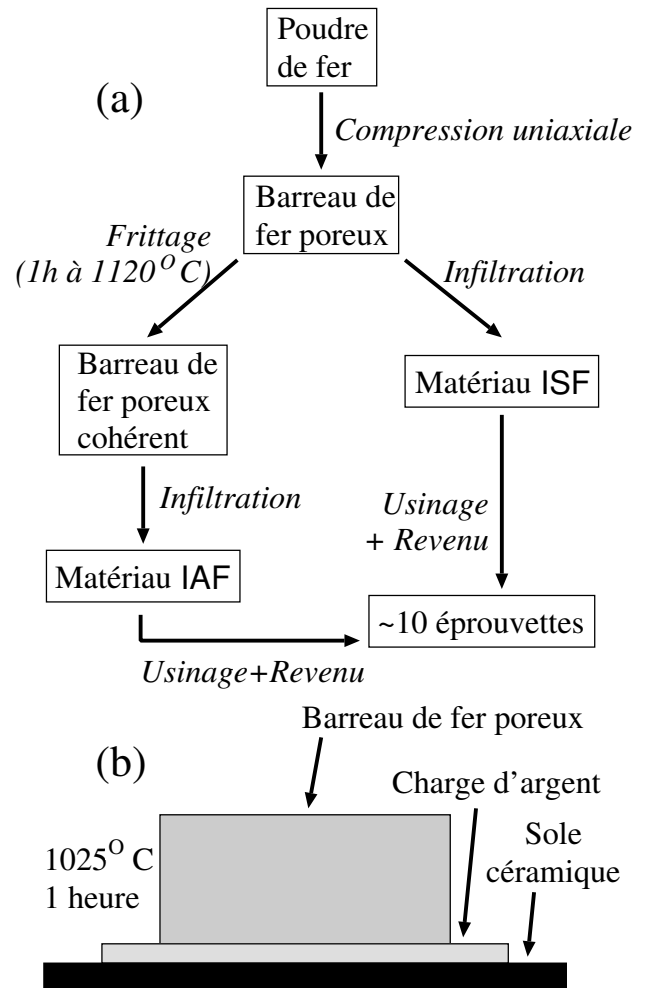 Poudre
de fer
(a)
Compression uniaxiale
Barreau de
fer poreux
Frittage
(1h à 1120° C)
Infiltration
Barreau de
fer poreux
cohérent
Matériau ISF
Infiltration
Usinage
+ Revenu
Matériau IAF
~10 éprouvettes
Usinage+Revenu
Barreau de fer poreux
(b)
Charge d'argent
Sole
céramique
1025° C
1 heure